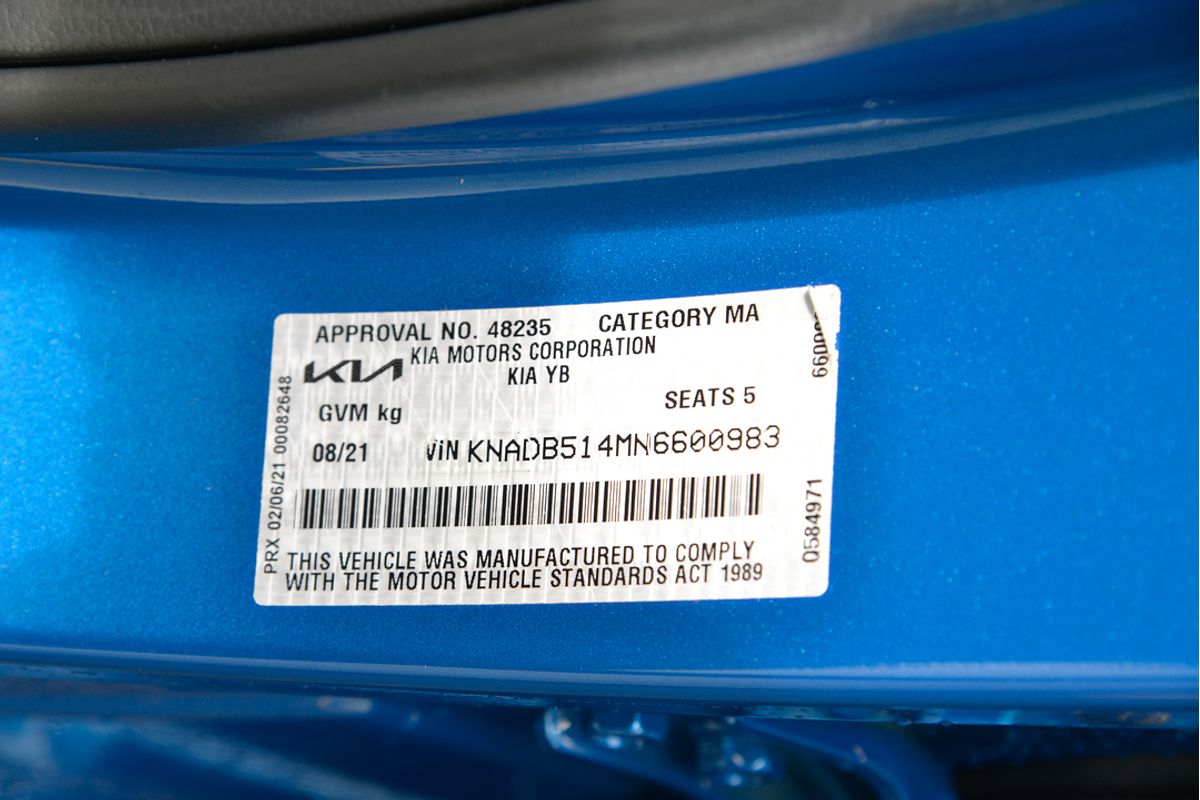 APPROVAL NO. 48235 CATEGORY MA
KIA KIA MOTORS CORPORATION
KIA YB
GVM kg SEATS 5
08/21 VIN KNADB514MN6600983
THIS VEHICLE WAS MANUFACTURED TO COMPLY
WITH THE MOTOR VEHICLE STANDARDS ACT 1989
PRX 02/06/21 00082648
0584971